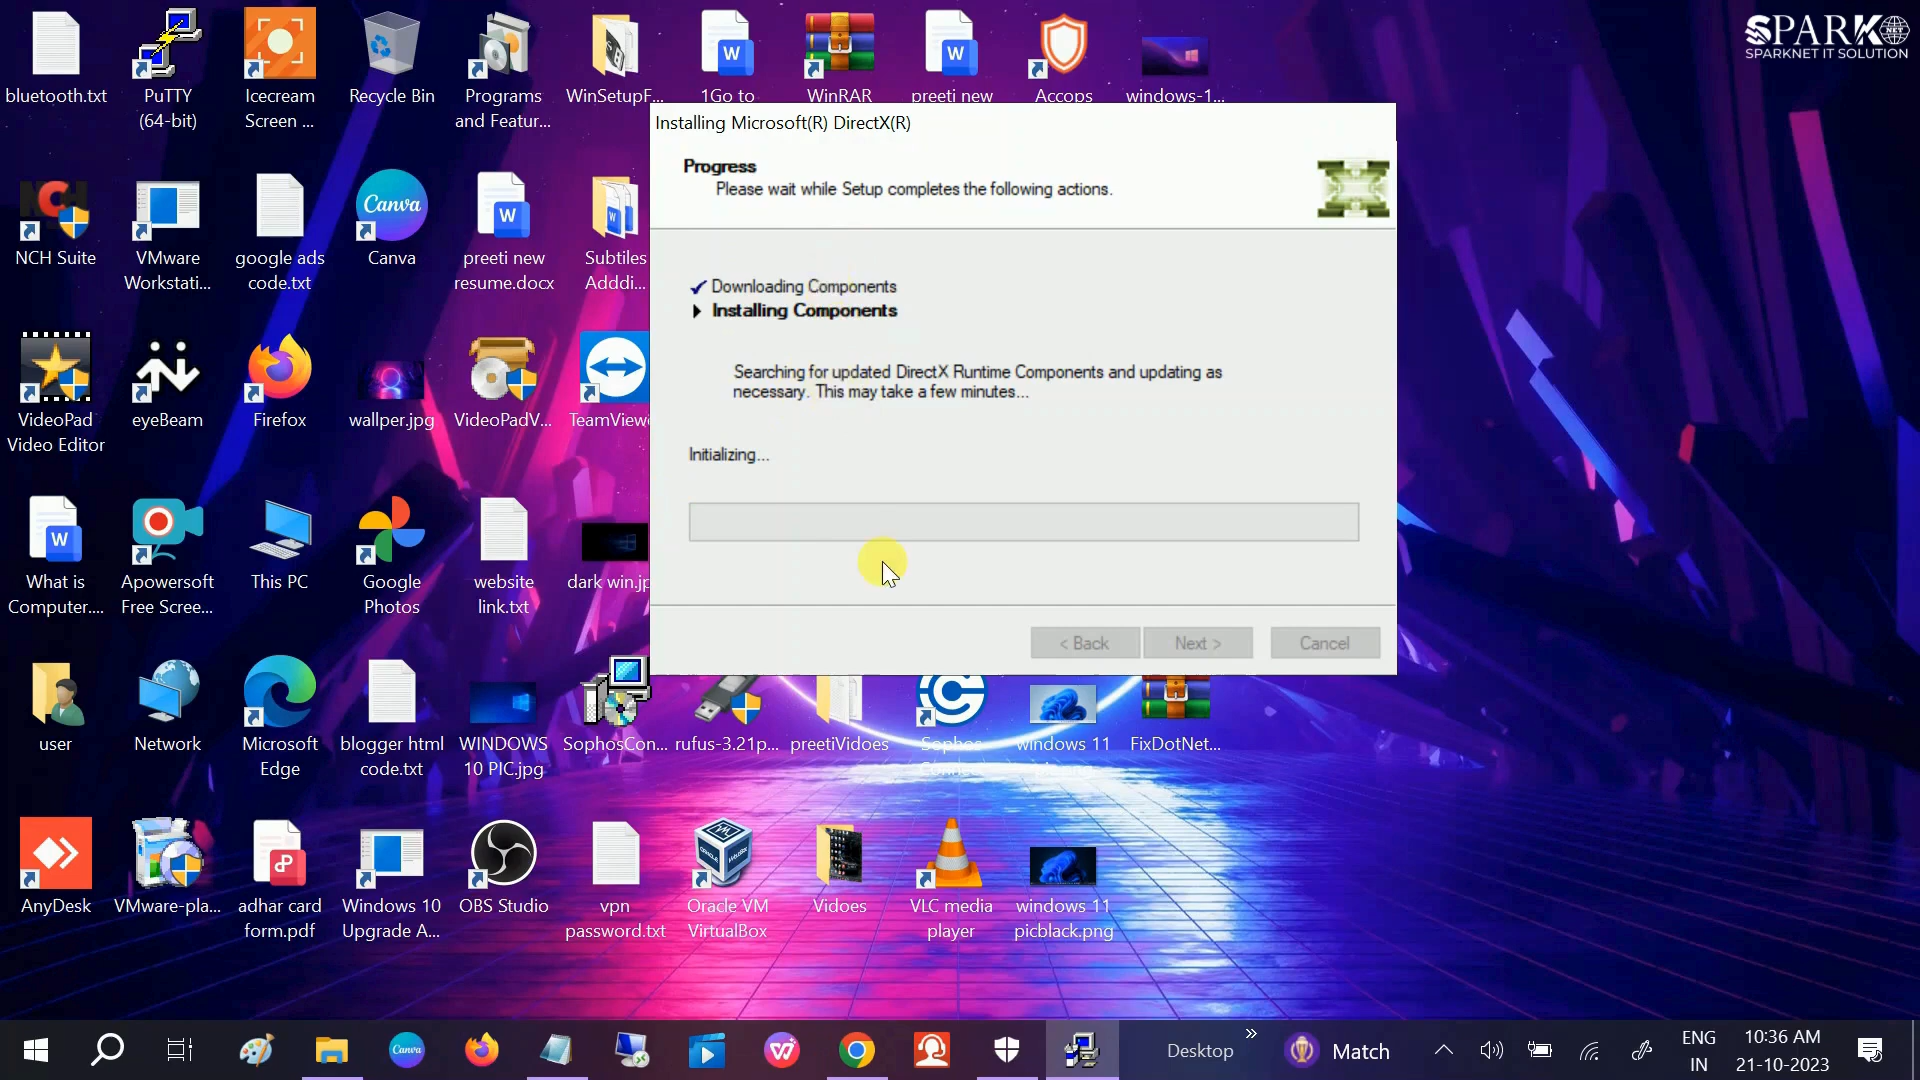 SPARK NET
SPARKNET IT SOLUTION
bluetooth.txt
PuTTY
(64-bit)
Icecream
Screen ...
Recycle Bin
Programs
and Featur...
WinSetupF...
1Go to
WinRAR
preeti new
Accops
windows-1...
Installing Microsoft(R) DirectX(R)
Progress
Please wait while Setup completes the following actions.
NCH Suite
VMware
Workstati...
google ads
code.txt
Canva
Canva
preeti new
resume.docx
Subtiles
Adddi...
Downloading Components
Installing Components
Searching for updated DirectX Runtime Components and updating as
necessary. This may take a few minutes...
Initializing...
VideoPad
Video Editor
eyeBeam
Firefox
wallper.jpg
VideoPadV...
TeamViewe
What is
Computer....
Apowersoft
Free Scree...
This PC
Google
Photos
website
link.txt
dark win.jp
< Back
Next >
Cancel
user
Network
Microsoft
Edge
blogger html
code.txt
WINDOWS
10 PIC.jpg
SophosCon...
rufus-3.21p...
preetiVidoes
Sophos
windows 11
FixDotNet...
AnyDesk
VMware-pla...
adhar card
form.pdf
Windows 10
Upgrade A...
OBS Studio
vpn
password.txt
Oracle VM
VirtualBox
Vidoes
VLC media
player
windows 11
picblack.png
Canva
Desktop
Match
ENG
IN
10:36 AM
21-10-2023